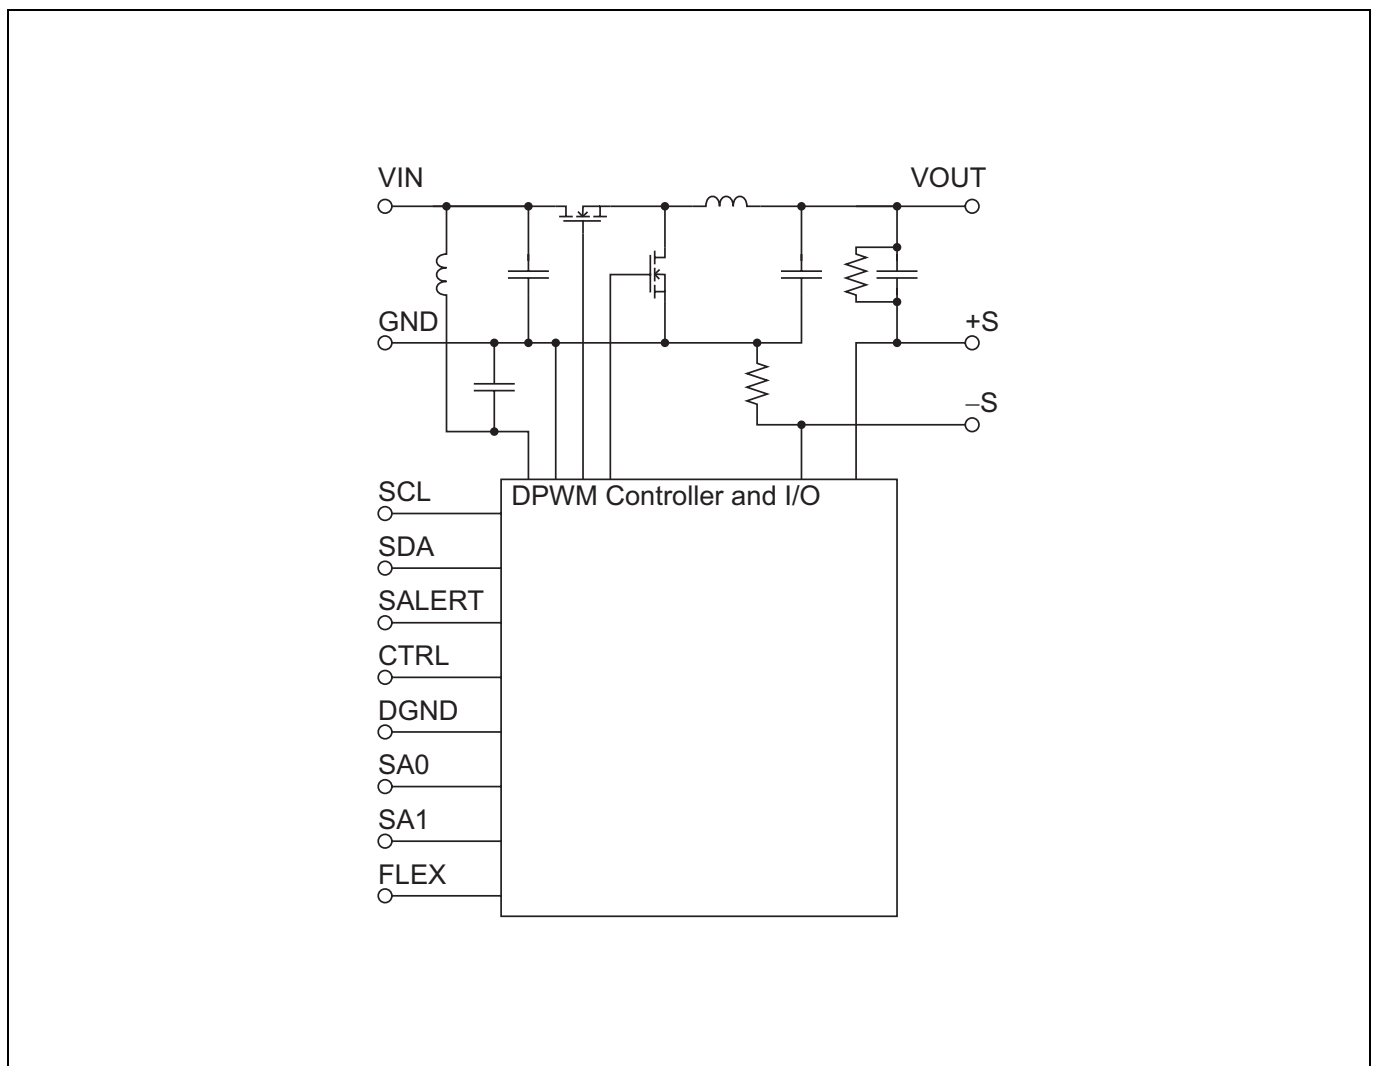 VIN
VOUT
GND
+S
–S
DPWM Controller and I/O
SCL
SDA
SALERT
CTRL
DGND
SA0
SA1
FLEX